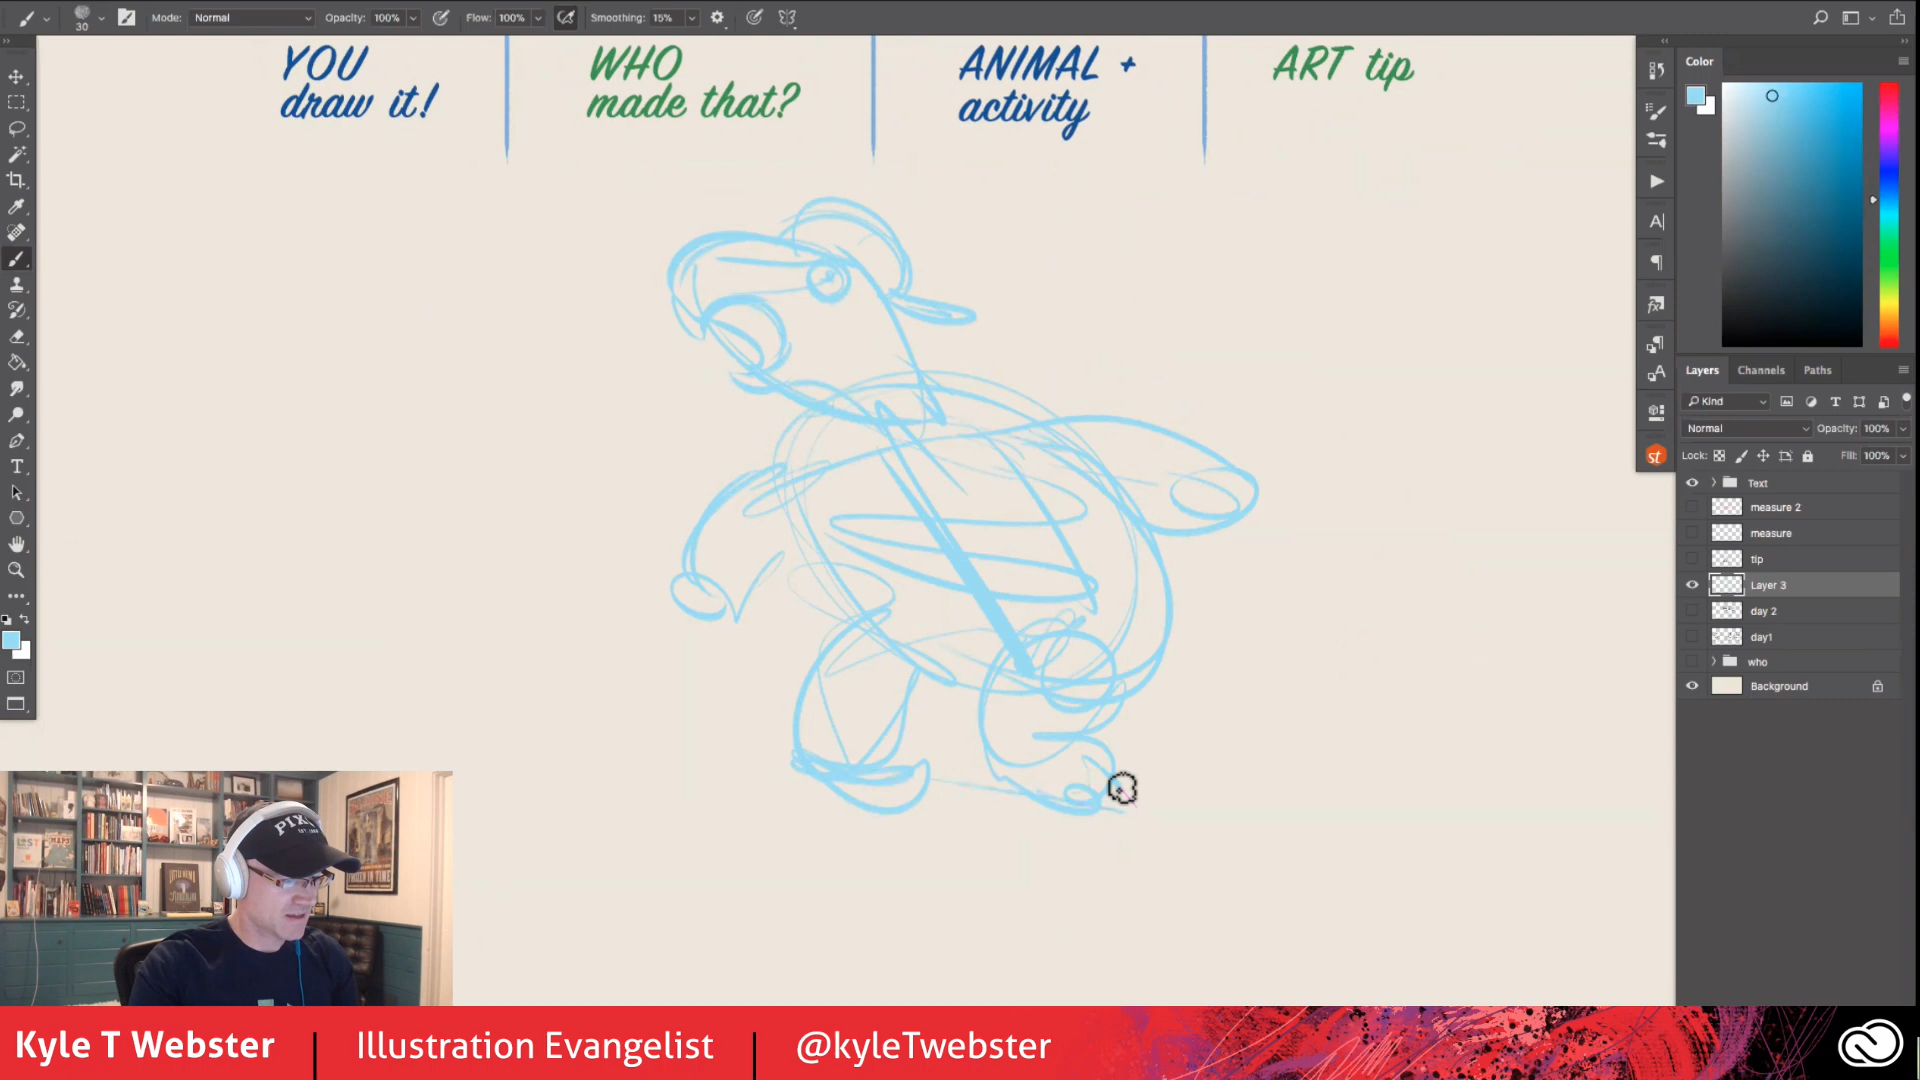 30
Mode: Normal
Opacity: 100%
Flow: 100%
Smoothing: 15%
YOU
draw it!
WHO
made that?
ANIMAL +
activity
ART tip
Color
Layers Channels Paths
Kind
Normal Opacity: 100%
Lock: Fill: 100%
Text
measure 2
measure
tip
Layer 3
day 2
day1
who
Background
st
Kyle T Webster | Illustration Evangelist | @kyleTwebster